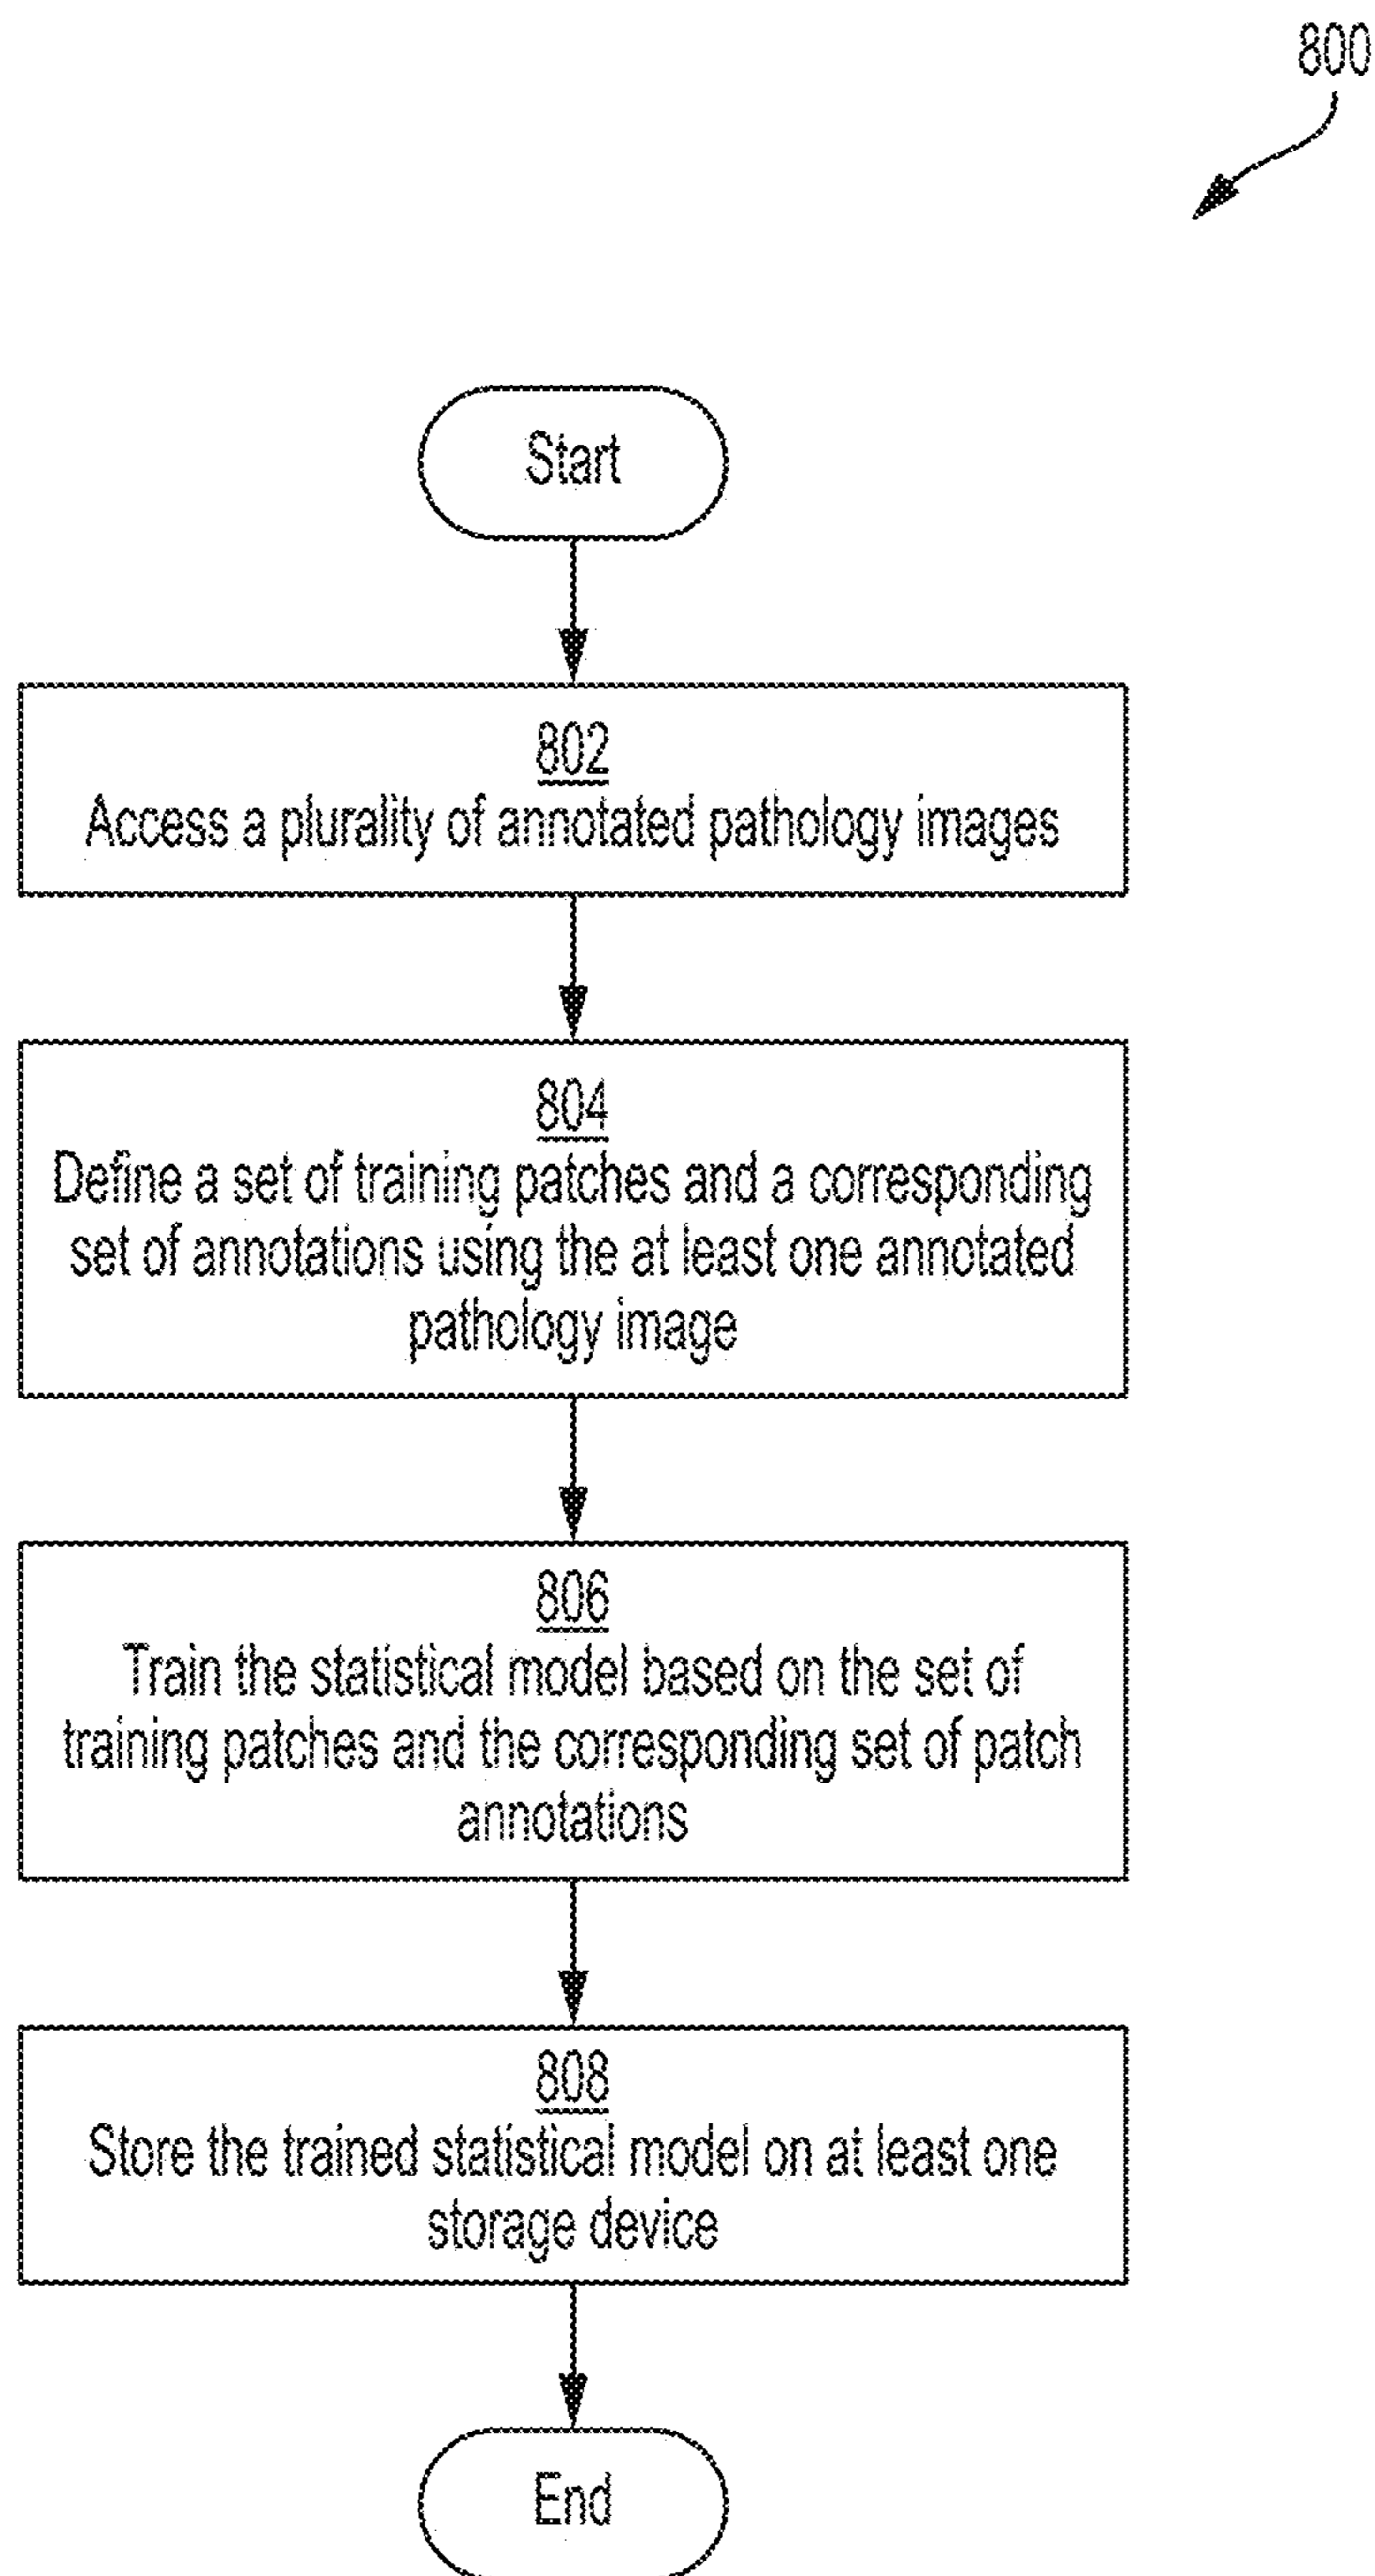 800
Start
802
Access a plurality of annotated pathology images
804
Define a set of training patches and a corresponding
set of annotations using the at least one annotated
pathology image
806
Train the statistical model based on the set of
training patches and the corresponding set of patch
annotations
808
Store the trained statistical model on at least one
storage device
End